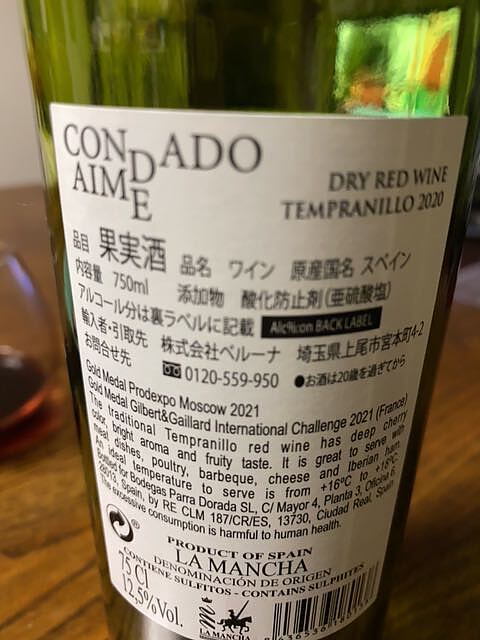 CONDADO
AIME
DRY RED WINE
TEMPRANILLO 2020
品目 果実酒 品名 ワイン 原産国名 スペイン
内容量 750ml 添加物 酸化防止剤(亜硫酸塩)
アルコール分は裏ラベルに記載 Alc%:on BACK LABEL
輸入者・引取先 株式会社ベルーナ 埼玉県上尾市宮本町4-2
お問合せ先 0120-559-950 ●お酒は20歳を過ぎてから
Gold Medal Prodexpo Moscow 2021
Gold Medal Gilbert&Gaillard International Challenge 2021 (France)
The traditional Tempranillo red wine has deep cherry
color, bright aroma and fruity taste. It is great to serve with
meat dishes, poultry, barbeque, cheese and Iberian ham.
An ideal temperature to serve is from +16°C to +18°C.
Bottled for Bodegas Parra Dorada SL, C/ Mayor 4, Planta 3, Oficina 6,
28013, Spain, by RE CLM 187/CR/ES, 13730, Ciudad Real, Spain
The excessive consumption is harmful to human health.
PRODUCT OF SPAIN
LA MANCHA
DENOMINACIÓN DE ORIGEN
CONTIENE SULFITOS - CONTAINS SULPHITES
75 Cl
12,5%Vol.
LA MANCHA